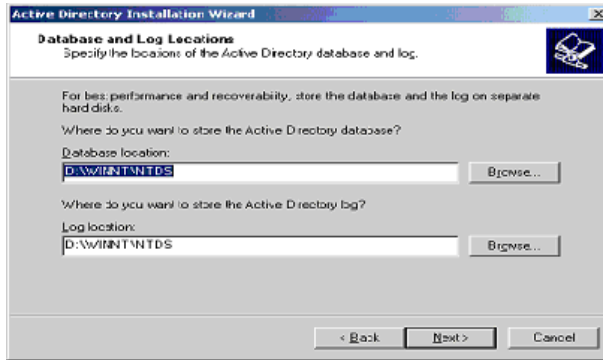 Active Directory Installation Wizard
Database and Log Locations
Specify the locations of the Active Directory database and log.
For best performance and recoverability, store the database and the log on separate
hard disks.
Where do you want to store the Active Directory database?
Database location:
D:\WINNT\NTDS
Browse...
Where do you want to store the Active Directory log?
Log location:
D:\WINNT\NTDS
Browse...
< Back
Next >
Cancel